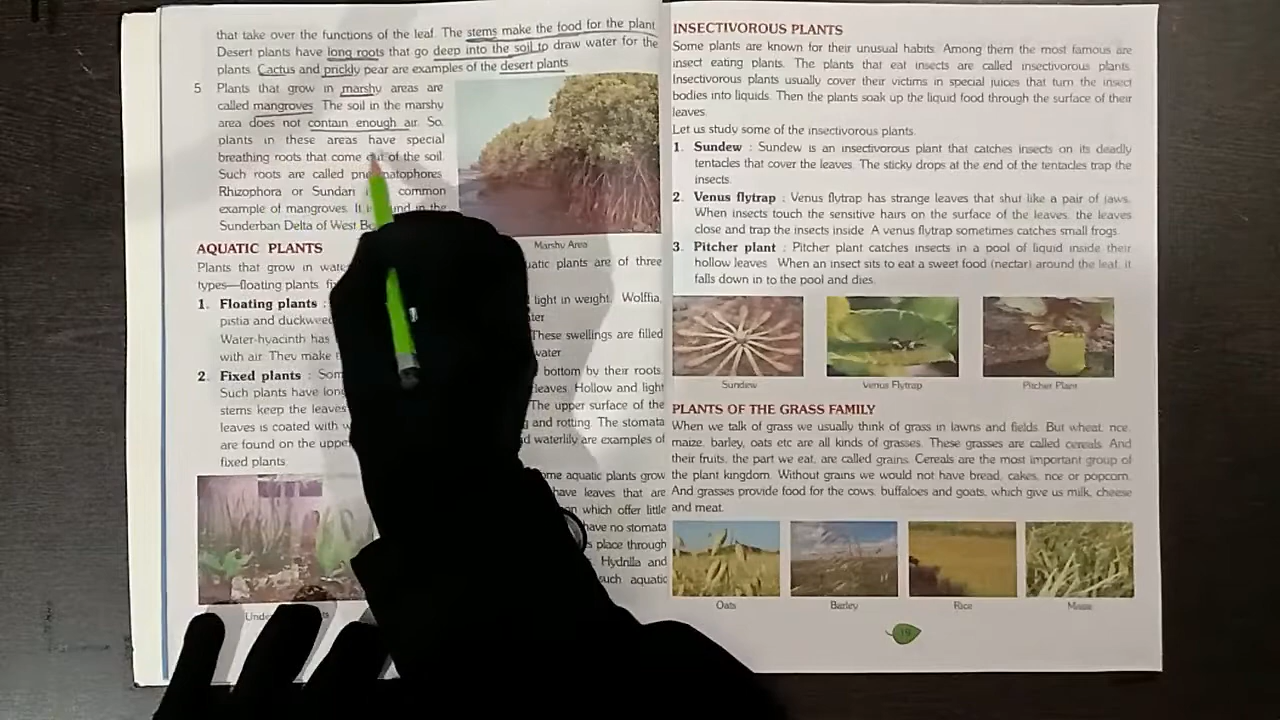 that take over the functions of the leaf. The stems make the food for the plant
Desert plants have long roots that go deep into the soil to draw water for the
plants. Cactus and prickly pear are examples of the desert plants
5 Plants that grow in marshy areas are
called mangroves. The soil in the marshy
area does not contain enough air. So,
plants in these areas have special
breathing roots that come out of the soil.
Such roots are called
Rhizophora or Sundari common
example of mangroves. It in the
Sunderban Delta of West
Marshy Area
AQUATIC PLANTS
Plants that grow in aquatic plants are of three
types—floating plants
1. Floating plants : light in weight. Wolffia,
pistia and duckweed
Water-hyacinth has These swellings are filled
with air. They make water
2. Fixed plants : bottom by their roots.
Such plants have leaves. Hollow and light
stems keep the leaves The upper surface of the
leaves is coated with and rotting. The stomata
are found on the waterlily are examples of
fixed plants.
aquatic plants grow
have leaves that are
which offer little
have no stomata
place through
Hydrilla and
such aquatic
INSECTIVOROUS PLANTS
Some plants are known for their unusual habits. Among them the most famous are
insect eating plants. The plants that eat insects are called insectivorous plants.
Insectivorous plants usually cover their victims in special juices that turn the insect
bodies into liquids. Then the plants soak up the liquid food through the surface of their
leaves.
Let us study some of the insectivorous plants.
1. Sundew : Sundew is an insectivorous plant that catches insects on its deadly
tentacles that cover the leaves. The sticky drops at the end of the tentacles trap the
insects.
2. Venus flytrap : Venus flytrap has strange leaves that shut like a pair of jaws.
When insects touch the sensitive hairs on the surface of the leaves, the leaves
close and trap the insects inside. A venus flytrap sometimes catches small frogs.
3. Pitcher plant : Pitcher plant catches insects in a pool of liquid inside their
hollow leaves. When an insect sits to eat a sweet food (nectar) around the leaf, it
falls down in to the pool and dies.
Sundew
Venus Flytrap
Pitcher Plant
PLANTS OF THE GRASS FAMILY
When we talk of grass we usually think of grass in lawns and fields. But wheat, rice,
maize, barley, oats etc are all kinds of grasses. These grasses are called cereals. And
their fruits, the part we eat, are called grains. Cereals are the most important group of
the plant kingdom. Without grains we would not have bread, cakes, rice or popcorn.
And grasses provide food for the cows, buffaloes and goats, which give us milk, cheese
and meat.
Oats
Barley
Rice
Maize
19